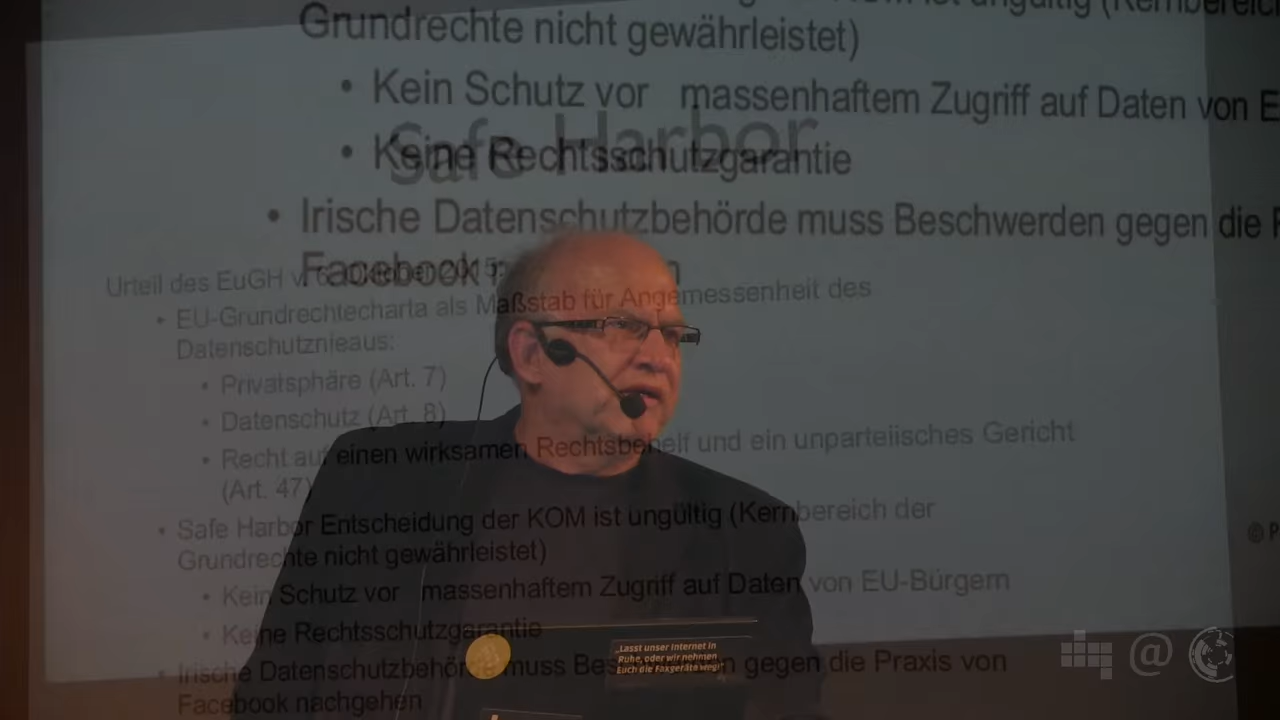 Grundrechte nicht gewährleistet)
• Kein Schutz vor massenhaftem Zugriff auf Daten von E
• Keine Rechtsschutzgarantie
• Irische Datenschutzbehörde muss Beschwerden gegen die
Facebook
Safe Harbor
Urteil des EuGH v. 6. Oktober 2015:
• EU-Grundrechtecharta als Maßstab für Angemessenheit des
Datenschutznieaus:
• Privatsphäre (Art. 7)
• Datenschutz (Art. 8)
• Recht auf einen wirksamen Rechtsbehelf und ein unparteiisches Gericht
(Art. 47)
• Safe Harbor Entscheidung der KOM ist ungültig (Kernbereich der
Grundrechte nicht gewährleistet)
• Kein Schutz vor massenhaftem Zugriff auf Daten von EU-Bürgern
• Keine Rechtsschutzgarantie
• Irische Datenschutzbehörde muss Beschwerden gegen die Praxis von
Facebook nachgehen
„Lasst unser Internet in
Ruhe, oder wir nehmen
Euch die Faxgeräte weg!"
© P